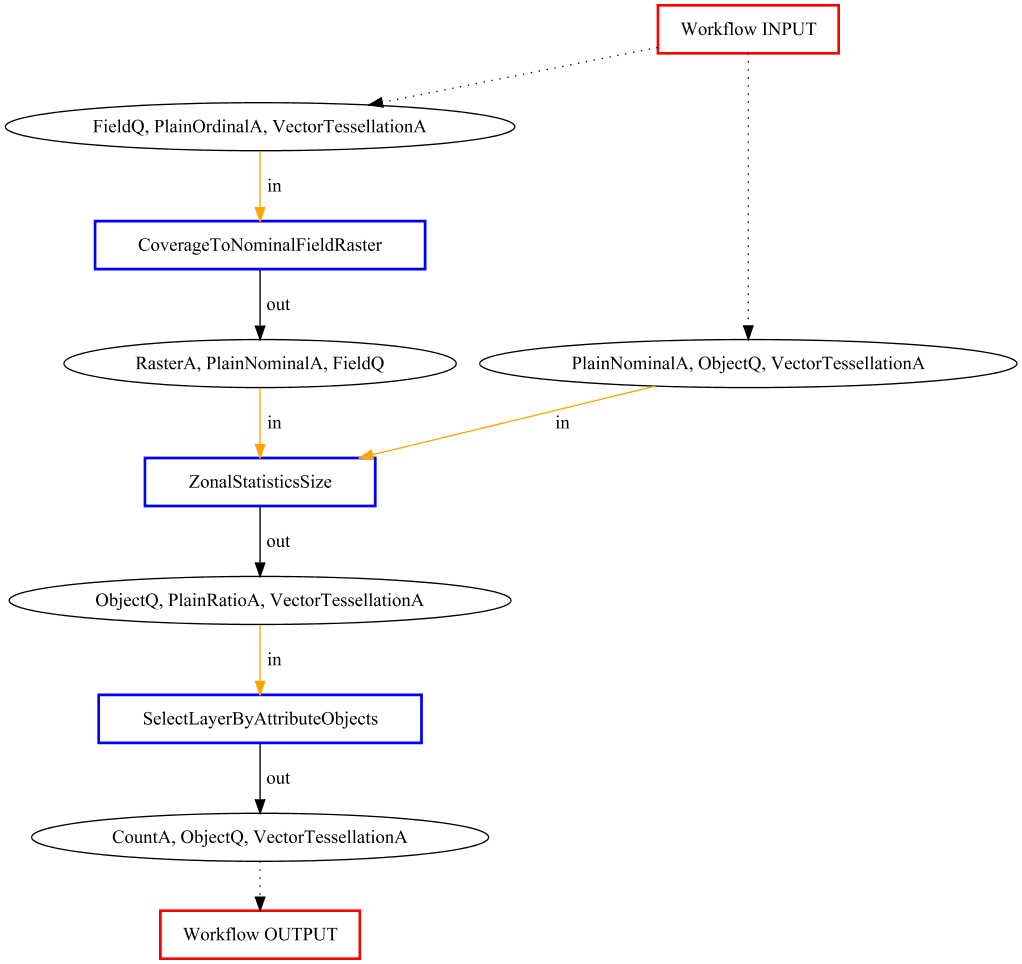 Workflow INPUT
FieldQ, PlainOrdinalA, VectorTessellationA
in
CoverageToNominalFieldRaster
out
RasterA, PlainNominalA, FieldQ
PlainNominalA, ObjectQ, VectorTessellationA
in
in
ZonalStatisticsSize
out
ObjectQ, PlainRatioA, VectorTessellationA
in
SelectLayerByAttributeObjects
out
CountA, ObjectQ, VectorTessellationA
Workflow OUTPUT